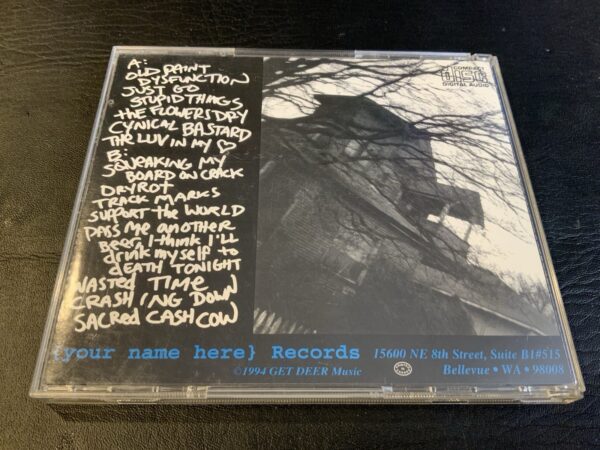 A:
OLD PAINT
DYSFUNCTION
JUST GO
STUPID THINGS
the FLOWERS DRY
CYNICAL BASTARD
THE LUV IN MY ♡
B:
SQUEAKING MY
BOARD ON CRACK
DRYROT
TRACK MARKS
SUPPORT the WORLD
PASS ME another
Beer, I think I'LL
drink myself to
DEATH TONIGHT
WASTED TIME
CRASHING DOWN
SACRED CASH COW
COMPACT
disc
DIGITAL AUDIO
{your name here} Records
15600 NE 8th Street, Suite B1#515
©1994 GET DEER Music
Bellevue • WA • 98008